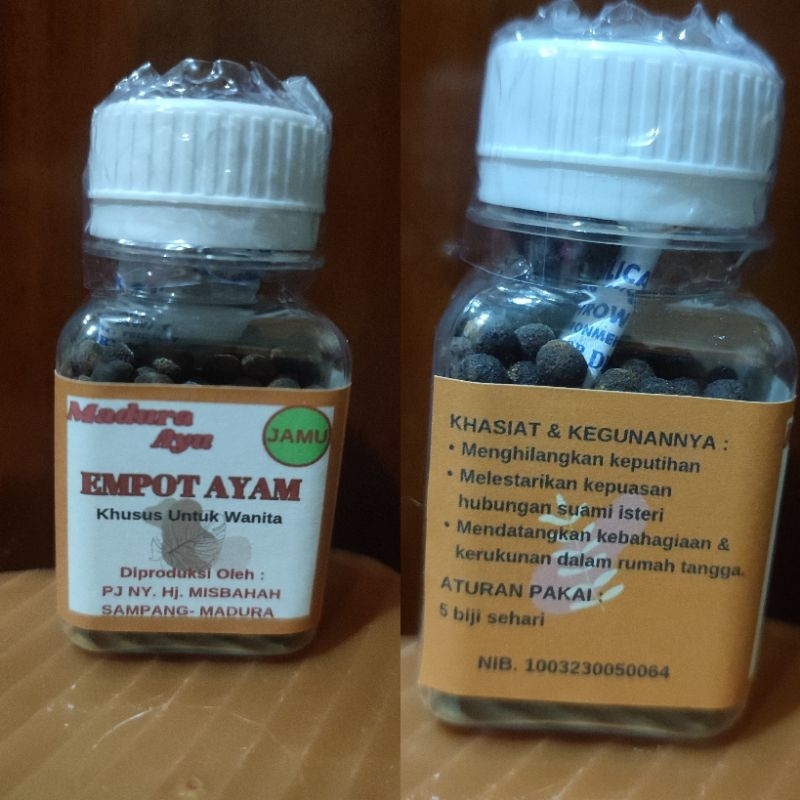 Madura
Ayu
JAMU
EMPOT AYAM
Khusus Untuk Wanita
Diproduksi Oleh :
PJ NY. Hj. MISBAHAH
SAMPANG- MADURA
KHASIAT & KEGUNANNYA :
• Menghilangkan keputihan
• Melestarikan kepuasan
hubungan suami isteri
• Mendatangkan kebahagiaan &
kerukunan dalam rumah tangga.
ATURAN PAKAI :
5 biji sehari
NIB. 1003230050064